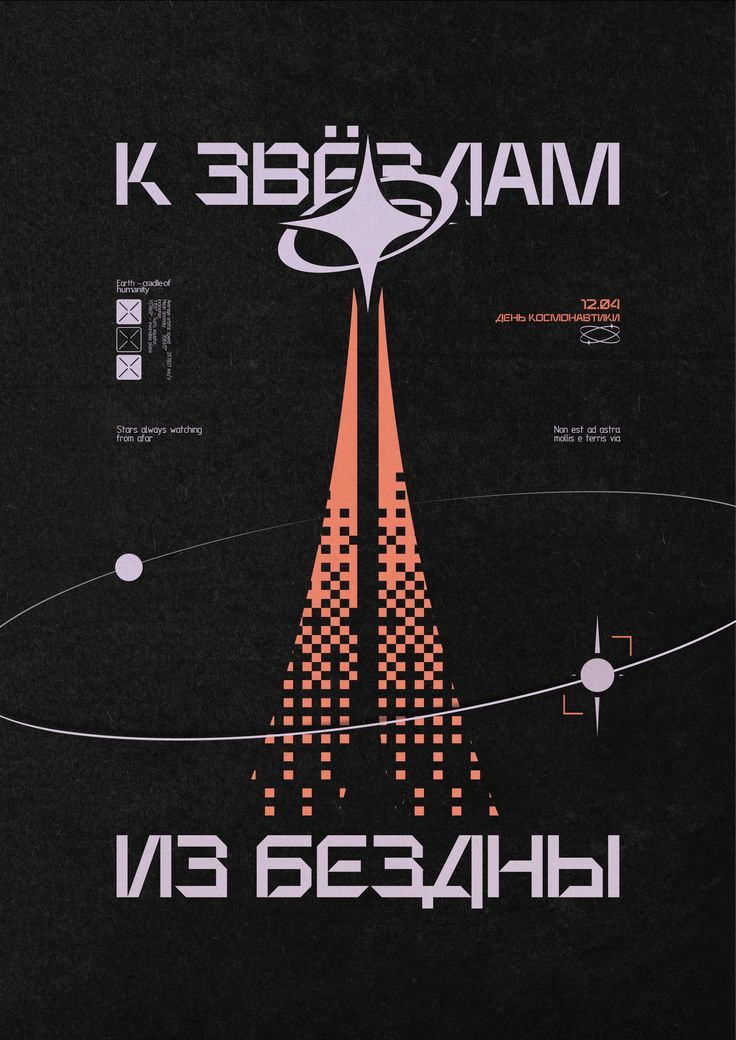 К ЗВЁЗДАМ
Earth – cradle of
humanity
12.04
ДЕНЬ КОСМОНАВТИКИ
Stars always watching
from afar
Non est ad astra
mollis e terris via
ИЗ БЕЗДНЫ